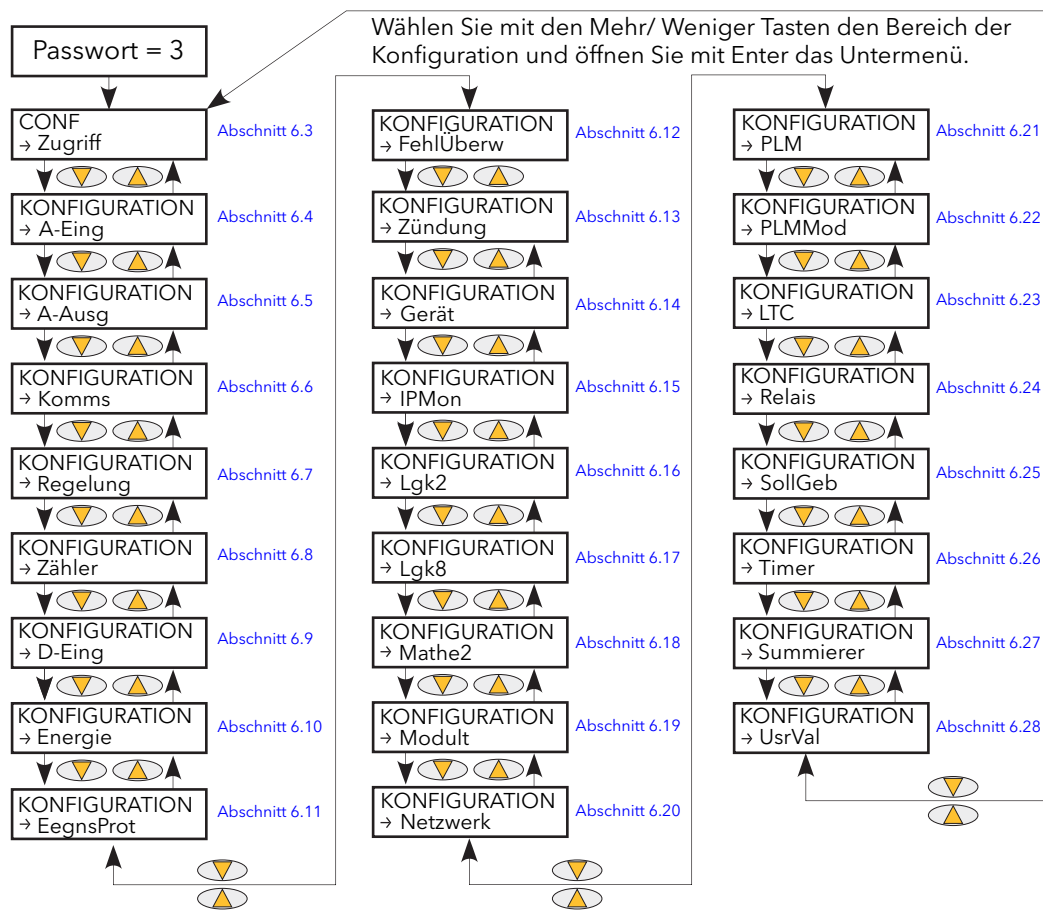 Wählen Sie mit den Mehr/ Weniger Tasten den Bereich der
Konfiguration und öffnen Sie mit Enter das Untermenü.
Passwort = 3
CONF
→ Zugriff
Abschnitt 6.3
KONFIGURATION
→ A-Eing
Abschnitt 6.4
KONFIGURATION
→ A-Ausg
Abschnitt 6.5
KONFIGURATION
→ Komms
Abschnitt 6.6
KONFIGURATION
→ Regelung
Abschnitt 6.7
KONFIGURATION
→ Zähler
Abschnitt 6.8
KONFIGURATION
→ D-Eing
Abschnitt 6.9
KONFIGURATION
→ Energie
Abschnitt 6.10
KONFIGURATION
→ EegnsProt
Abschnitt 6.11
KONFIGURATION
→ FehlÜberw
Abschnitt 6.12
KONFIGURATION
→ Zündung
Abschnitt 6.13
KONFIGURATION
→ Gerät
Abschnitt 6.14
KONFIGURATION
→ IPMon
Abschnitt 6.15
KONFIGURATION
→ Lgk2
Abschnitt 6.16
KONFIGURATION
→ Lgk8
Abschnitt 6.17
KONFIGURATION
→ Mathe2
Abschnitt 6.18
KONFIGURATION
→ Modult
Abschnitt 6.19
KONFIGURATION
→ Netzwerk
Abschnitt 6.20
KONFIGURATION
→ PLM
Abschnitt 6.21
KONFIGURATION
→ PLMMod
Abschnitt 6.22
KONFIGURATION
→ LTC
Abschnitt 6.23
KONFIGURATION
→ Relais
Abschnitt 6.24
KONFIGURATION
→ SollGeb
Abschnitt 6.25
KONFIGURATION
→ Timer
Abschnitt 6.26
KONFIGURATION
→ Summierer
Abschnitt 6.27
KONFIGURATION
→ UsrVal
Abschnitt 6.28